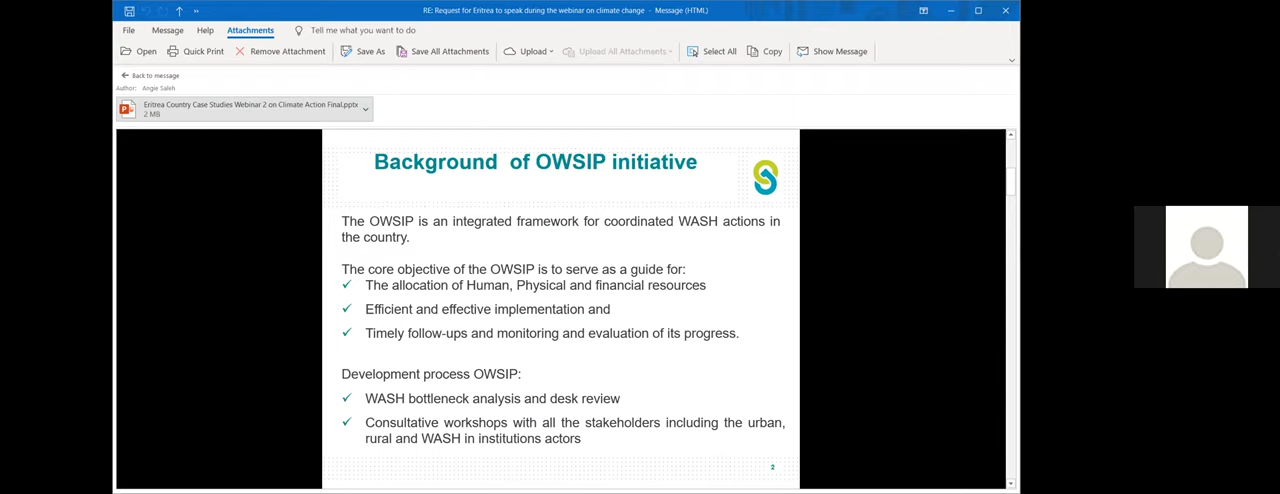 RE: Request for Eritrea to speak during the webinar on climate change - Message (HTML)
File Message Help Attachments Tell me what you want to do
Open Quick Print Remove Attachment Save As Save All Attachments Upload Upload All Attachments Select All Copy Show Message
Back to message
Author: Angie Saleh
Eritrea Country Case Studies Webinar 2 on Climate Action Final.pptx
2 MB
Background of OWSIP initiative
The OWSIP is an integrated framework for coordinated WASH actions in
the country.
The core objective of the OWSIP is to serve as a guide for:
✓ The allocation of Human, Physical and financial resources
✓ Efficient and effective implementation and
✓ Timely follow-ups and monitoring and evaluation of its progress.
Development process OWSIP:
✓ WASH bottleneck analysis and desk review
✓ Consultative workshops with all the stakeholders including the urban,
rural and WASH in institutions actors
2